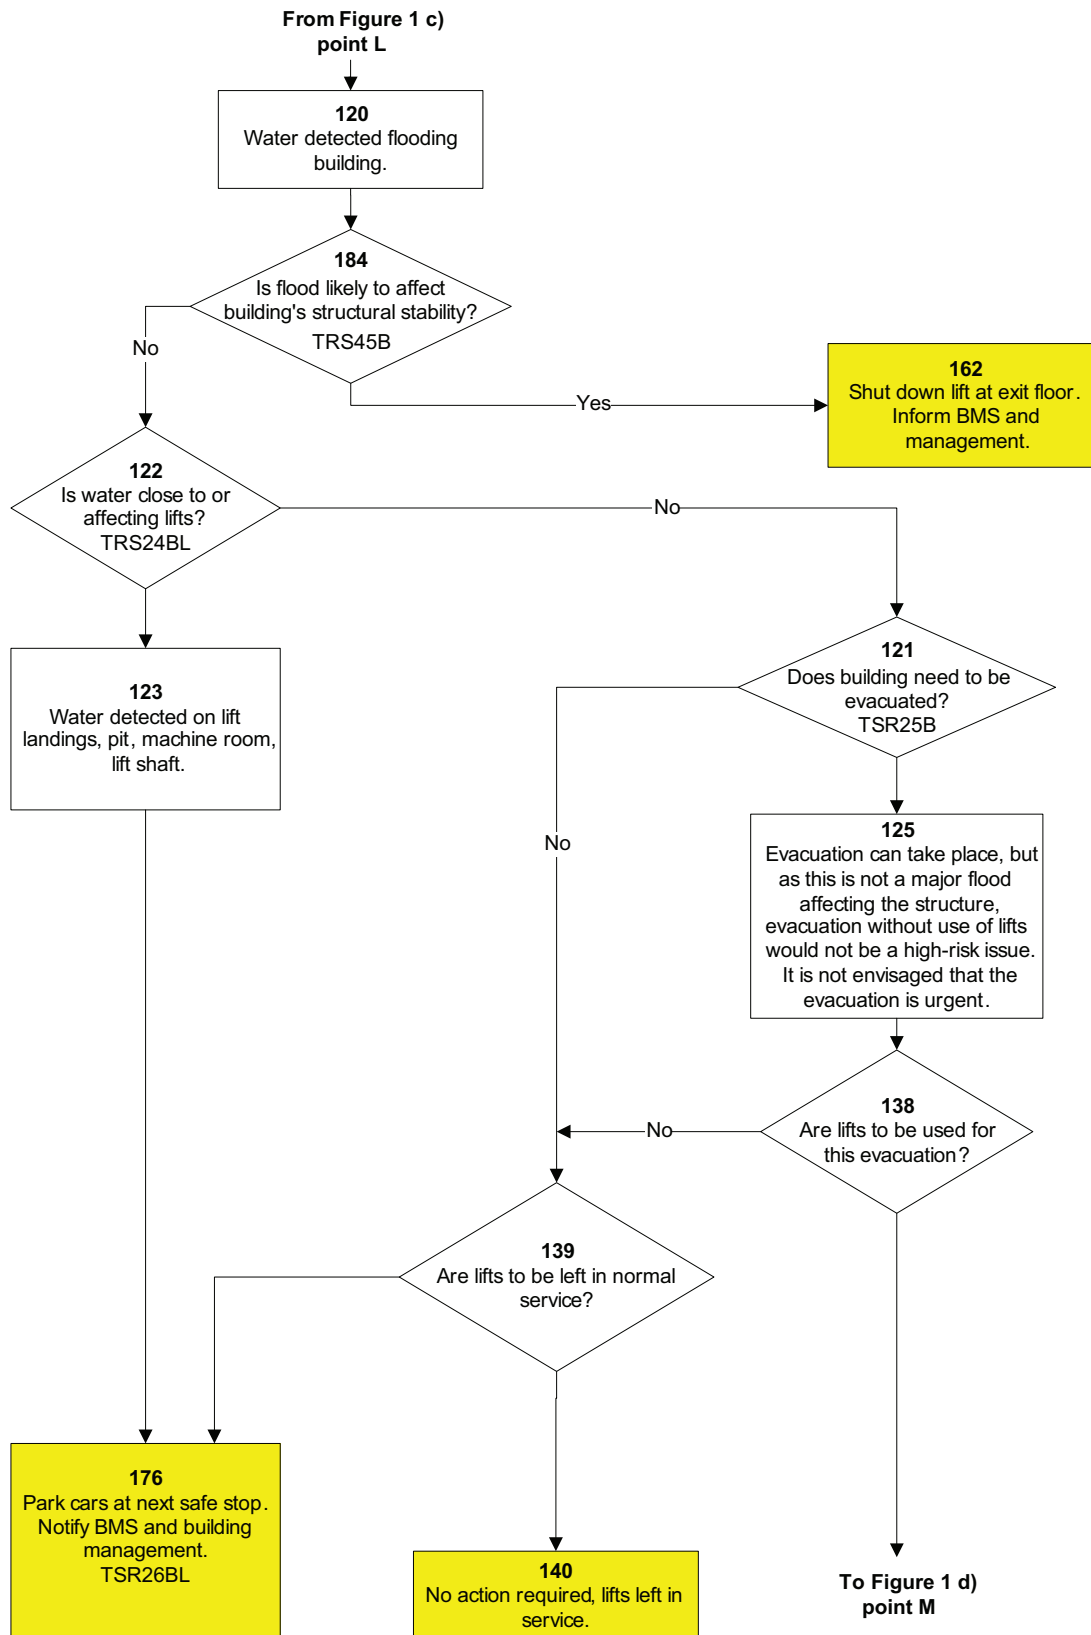 From Figure 1 c)
point L
120
Water detected flooding
building.
184
Is flood likely to affect
building's structural stability?
TRS45B
No
Yes
162
Shut down lift at exit floor.
Inform BMS and
management.
122
Is water close to or
affecting lifts?
TRS24BL
No
121
Does building need to be
evacuated?
TSR25B
123
Water detected on lift
landings, pit, machine room,
lift shaft.
No
125
Evacuation can take place, but
as this is not a major flood
affecting the structure,
evacuation without use of lifts
would not be a high-risk issue.
It is not envisaged that the
evacuation is urgent.
138
Are lifts to be used for
this evacuation?
No
139
Are lifts to be left in normal
service?
176
Park cars at next safe stop.
Notify BMS and building
management.
TSR26BL
140
No action required, lifts left in
service.
To Figure 1 d)
point M